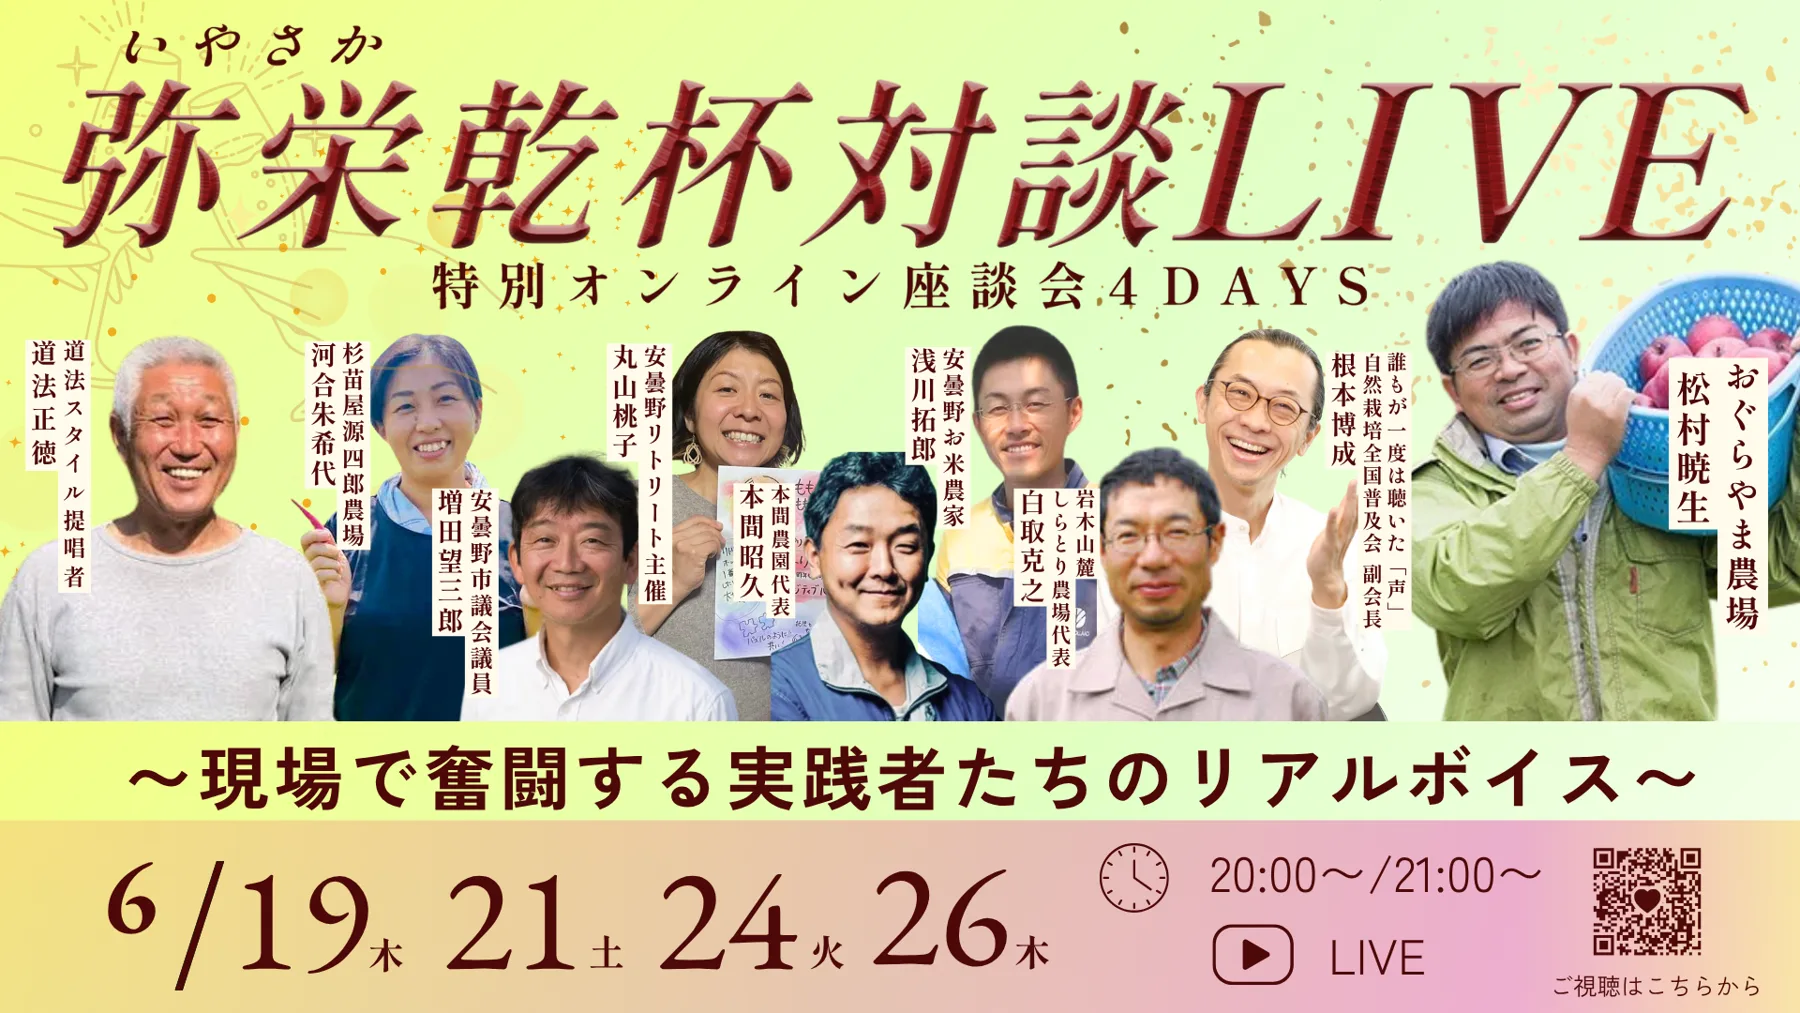 いやさか
弥栄乾杯対談LIVE
特別オンライン座談会4DAYS
道法スタイル提唱者
道法正徳
杉苗屋源四郎農場
河合朱希代
安曇野市議会議員
増田望三郎
安曇野リトリート主催
丸山桃子
本間農園代表
本間昭久
安曇野お米農家
浅川拓郎
岩木山麓
しらとり農場代表
白取克之
誰もが一度は聴いた「声」
自然栽培全国普及会 副会長
根本博成
おぐらやま農場
松村暁生
～現場で奮闘する実践者たちのリアルボイス～
6/19木 21土 24火 26木
20:00～/21:00～
LIVE
ご視聴はこちらから